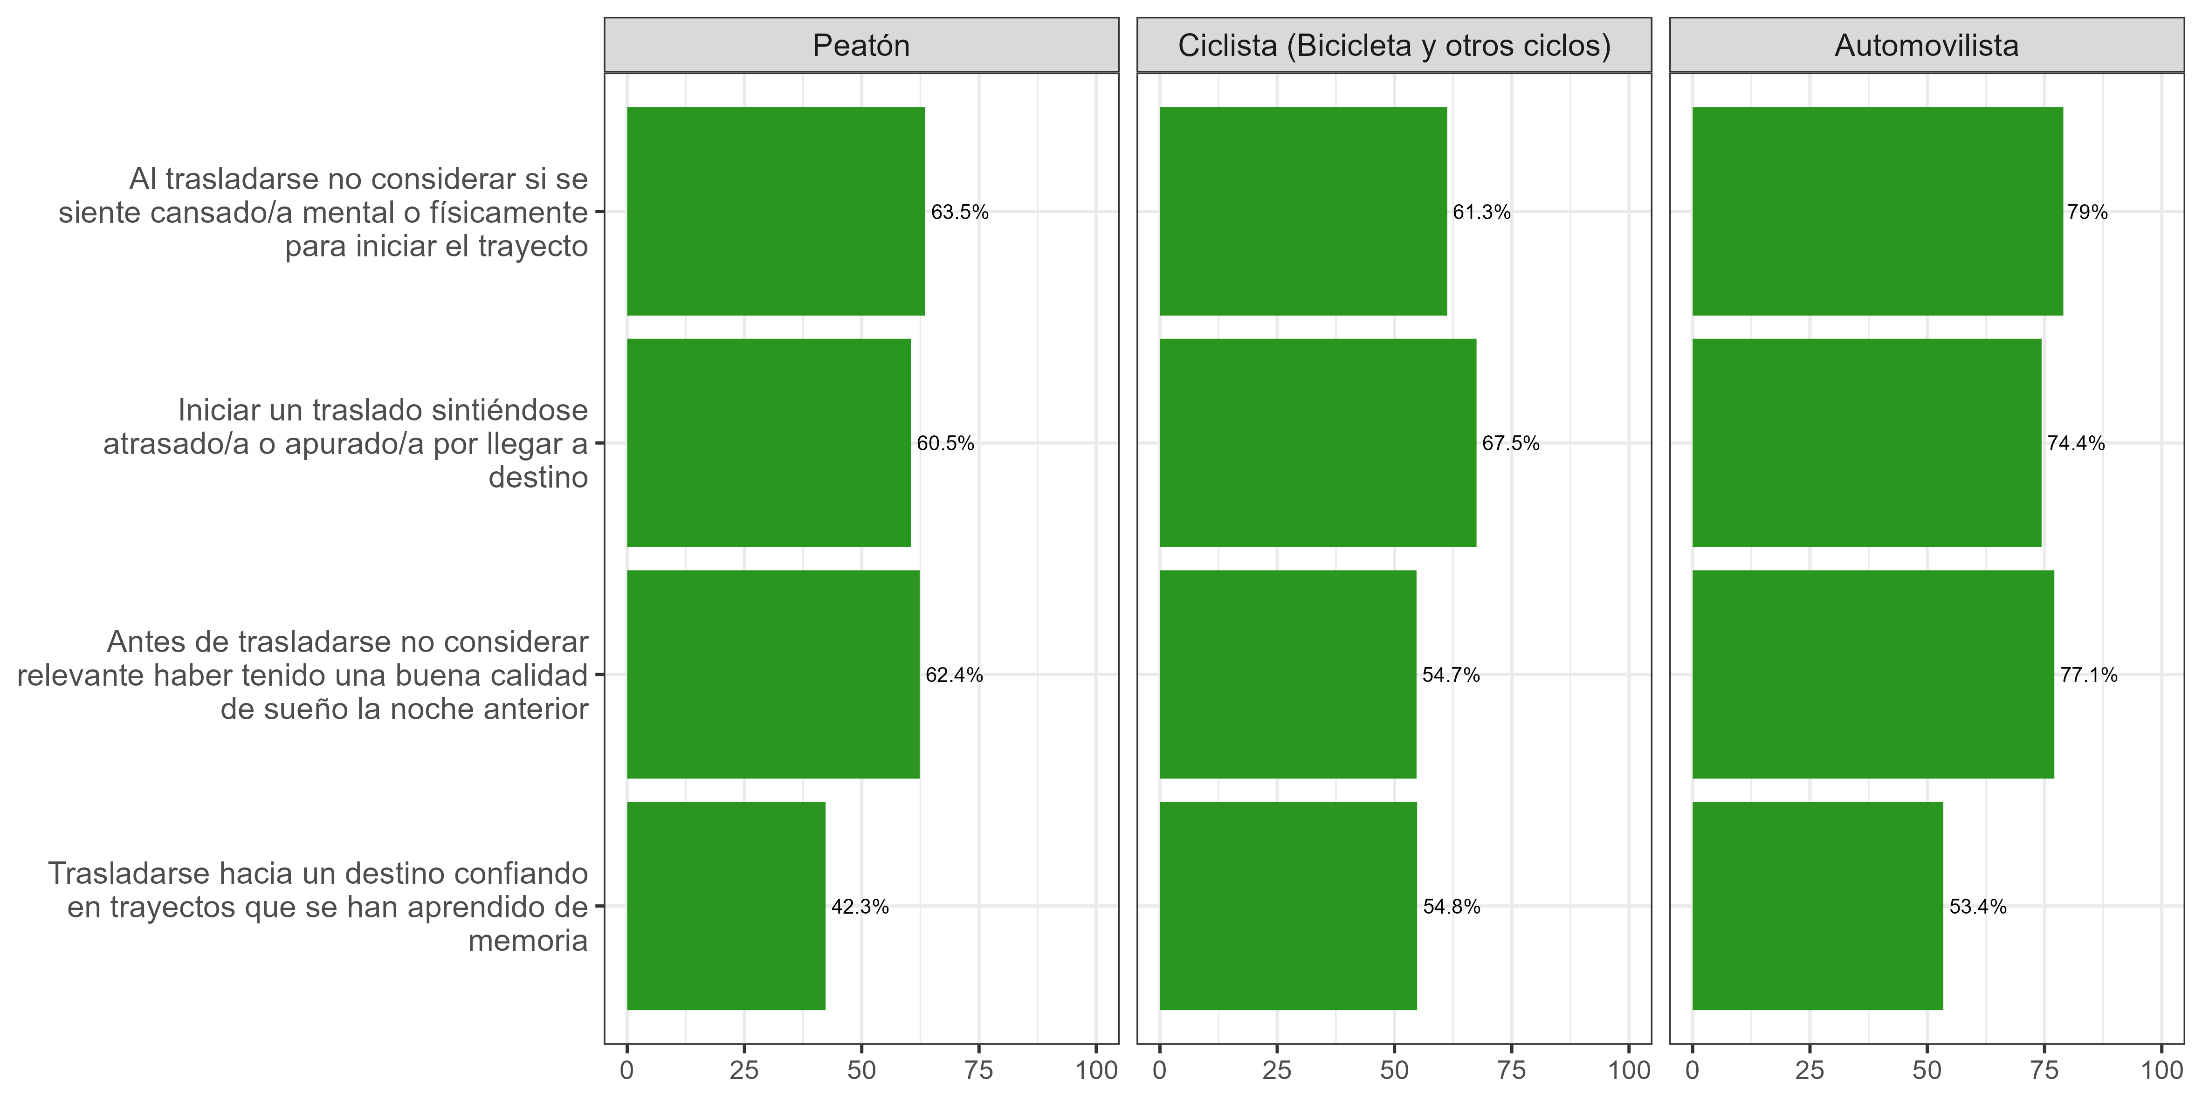 Peatón
Ciclista (Bicicleta y otros ciclos)
Automovilista
Al trasladarse no considerar si se
siente cansado/a mental o físicamente
para iniciar el trayecto
63.5%
61.3%
79%
Iniciar un traslado sintiéndose
atrasado/a o apurado/a por llegar a
destino
60.5%
67.5%
74.4%
Antes de trasladarse no considerar
relevante haber tenido una buena calidad
de sueño la noche anterior
62.4%
54.7%
77.1%
Trasladarse hacia un destino confiando
en trayectos que se han aprendido de
memoria
42.3%
54.8%
53.4%
0 25 50 75 100
0 25 50 75 100
0 25 50 75 100